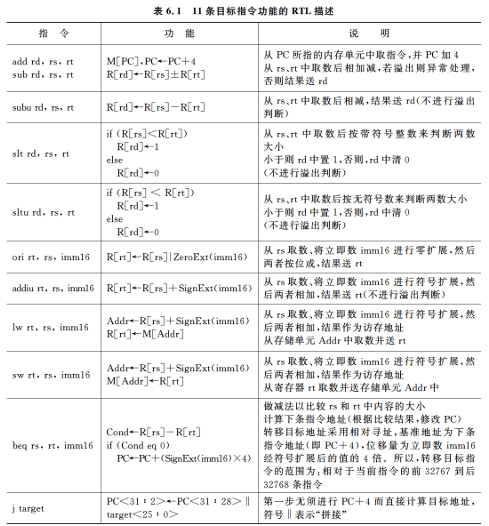 表 6.1 11 条目标指令功能的 RTL 描述
指 令 功 能 说 明
add rd, rs, rt
sub rd, rs, rt
M[PC],PC←PC+4
R[rd]←R[rs]±R[rt]
从 PC 所指的内存单元中取指令,并 PC 加 4
从 rs、rt 中取数后相加减,若溢出则异常处理,
否则结果送 rd
subu rd, rs, rt
R[rd]←R[rs]−R[rt]
从 rs、rt 中取数后相减,结果送 rd(不进行溢出
判断)
slt rd, rs, rt
if (R[rs]<R[rt])
R[rd]←1
else
R[rd]←0
从 rs、rt 中取数后按带符号整数来判断两数
大小
小于则 rd 中置 1,否则,rd 中清 0
(不进行溢出判断)
sltu rd, rs, rt
if (R[rs] < R[rt])
R[rd]←1
else
R[rd]←0
从 rs、rt 中取数后按无符号数来判断两数大小
小于则 rd 中置 1,否则,rd 中清 0
(不进行溢出判断)
ori rt, rs, imm16
R[rt]←R[rs]|ZeroExt(imm16)
从 rs 取数、将立即数 imm16 进行零扩展,然后
两者按位或,结果送 rt
addiu rt, rs, imm16
R[rt]←R[rs]+SignExt(imm16)
从 rs 取数、将立即数 imm16 进行符号扩展,然
后两者相加,结果送 rt(不进行溢出判断)
lw rt, rs, imm16
Addr←R[rs]+SignExt(imm16)
R[rt]←M[Addr]
从 rs 取数、将立即数 imm16 进行符号扩展,然
后两者相加,结果作为访存地址
从存储单元 Addr 中取数并送 rt
sw rt, rs, imm16
Addr←R[rs]+SignExt(imm16)
M[Addr]←R[rt]
从 rs 取数、将立即数 imm16 进行符号扩展,然
后两者相加,结果作为访存地址
从寄存器 rt 取数并送存储单元 Addr 中
beq rs, rt, imm16
Cond←R[rs]−R[rt]
if (Cond eq 0)
PC←PC+(SignExt(imm16)×4)
做减法以比较 rs 和 rt 中内容的大小
计算下条指令地址(根据比较结果,修改 PC)
转移目标地址采用相对寻址,基准地址为下条
指令地址(即 PC+4),位移量为立即数 imm16
经符号扩展后的值的 4 倍。所以,转移目标指令
的范围为:相对于当前指令的前 32767 到后
32768 条指令
j target
PC<31:2>←PC<31:28>‖
target<25:0>
第一步无须进行 PC+4 而直接计算目标地址,
符号‖表示“拼接”